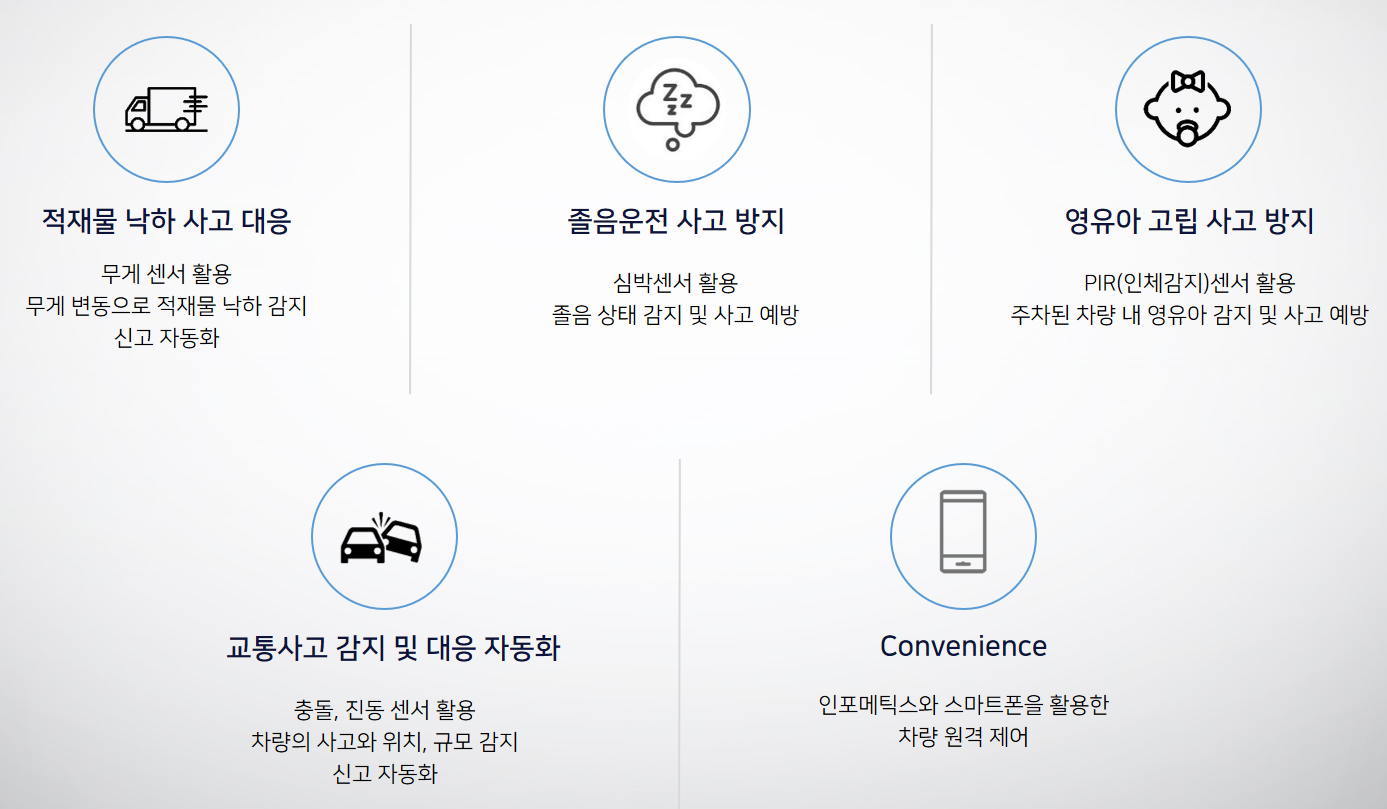 Z z z
적재물 낙하 사고 대응
무게 센서 활용
무게 변동으로 적재물 낙하 감지
신고 자동화
졸음운전 사고 방지
심박센서 활용
졸음 상태 감지 및 사고 예방
영유아 고립 사고 방지
PIR(인체감지)센서 활용
주차된 차량 내 영유아 감지 및 사고 예방
교통사고 감지 및 대응 자동화
충돌, 진동 센서 활용
차량의 사고와 위치, 규모 감지
신고 자동화
Convenience
인포메틱스와 스마트폰을 활용한
차량 원격 제어